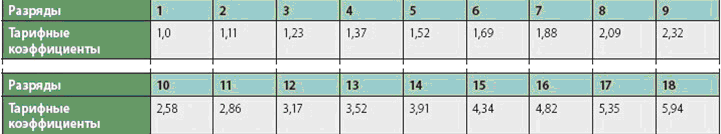 Разряды 1 2 3 4 5 6 7 8 9
Тарифные 1,0 1,11 1,23 1,37 1,52 1,69 1,88 2,09 2,32
коэффициенты
Разряды 10 11 12 13 14 15 16 17 18
Тарифные 2,58 2,86 3,17 3,52 3,91 4,34 4,82 5,35 5,94
коэффициенты